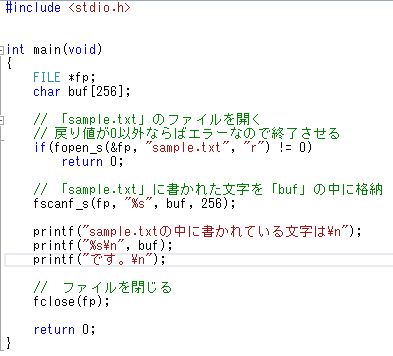 #include <stdio.h>
int main(void)
{
FILE *fp;
char buf[256];
// 「sample.txt」のファイルを開く
// 戻り値が0以外ならばエラーなので終了させる
if(fopen_s(&fp, "sample.txt", "r") != 0)
return 0;
// 「sample.txt」に書かれた文字を「buf」の中に格納
fscanf_s(fp, "%s", buf, 256);
printf("sample.txtの中に書かれている文字は¥n");
printf("%s¥n", buf);
printf("です。¥n");
//　ファイルを閉じる
fclose(fp);
return 0;
}